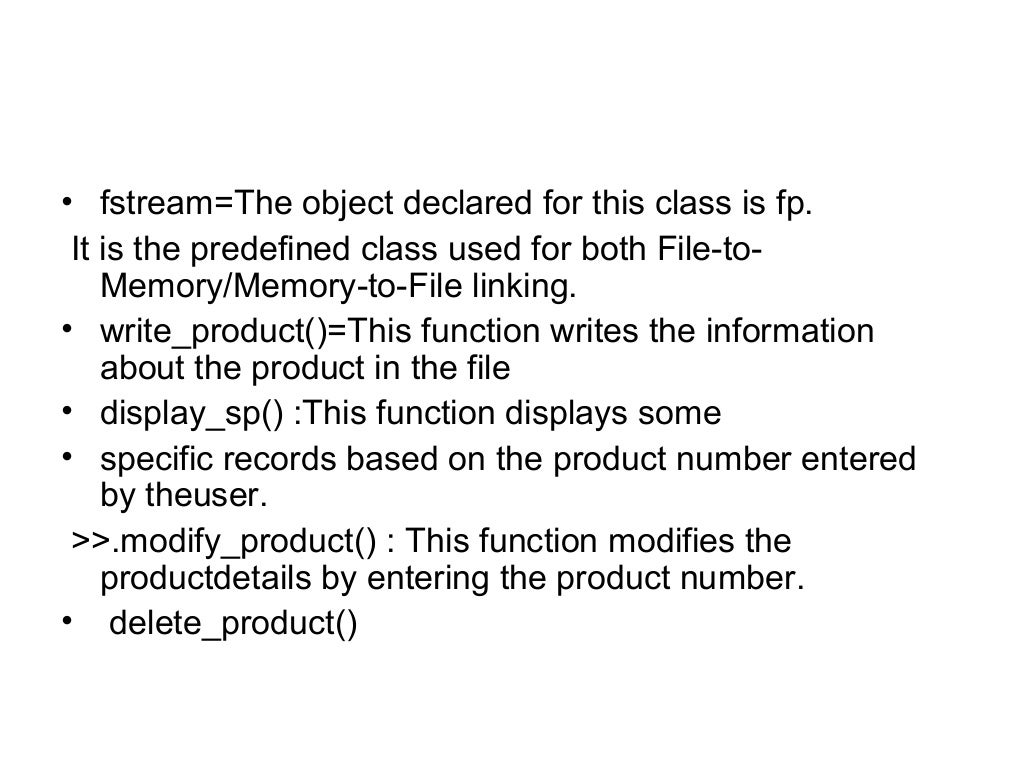 • fstream=The object declared for this class is fp.
It is the predefined class used for both File-to-
Memory/Memory-to-File linking.
• write_product()=This function writes the information
about the product in the file
• display_sp() :This function displays some
• specific records based on the product number entered
by theuser.
>>.modify_product() : This function modifies the
productdetails by entering the product number.
• delete_product()